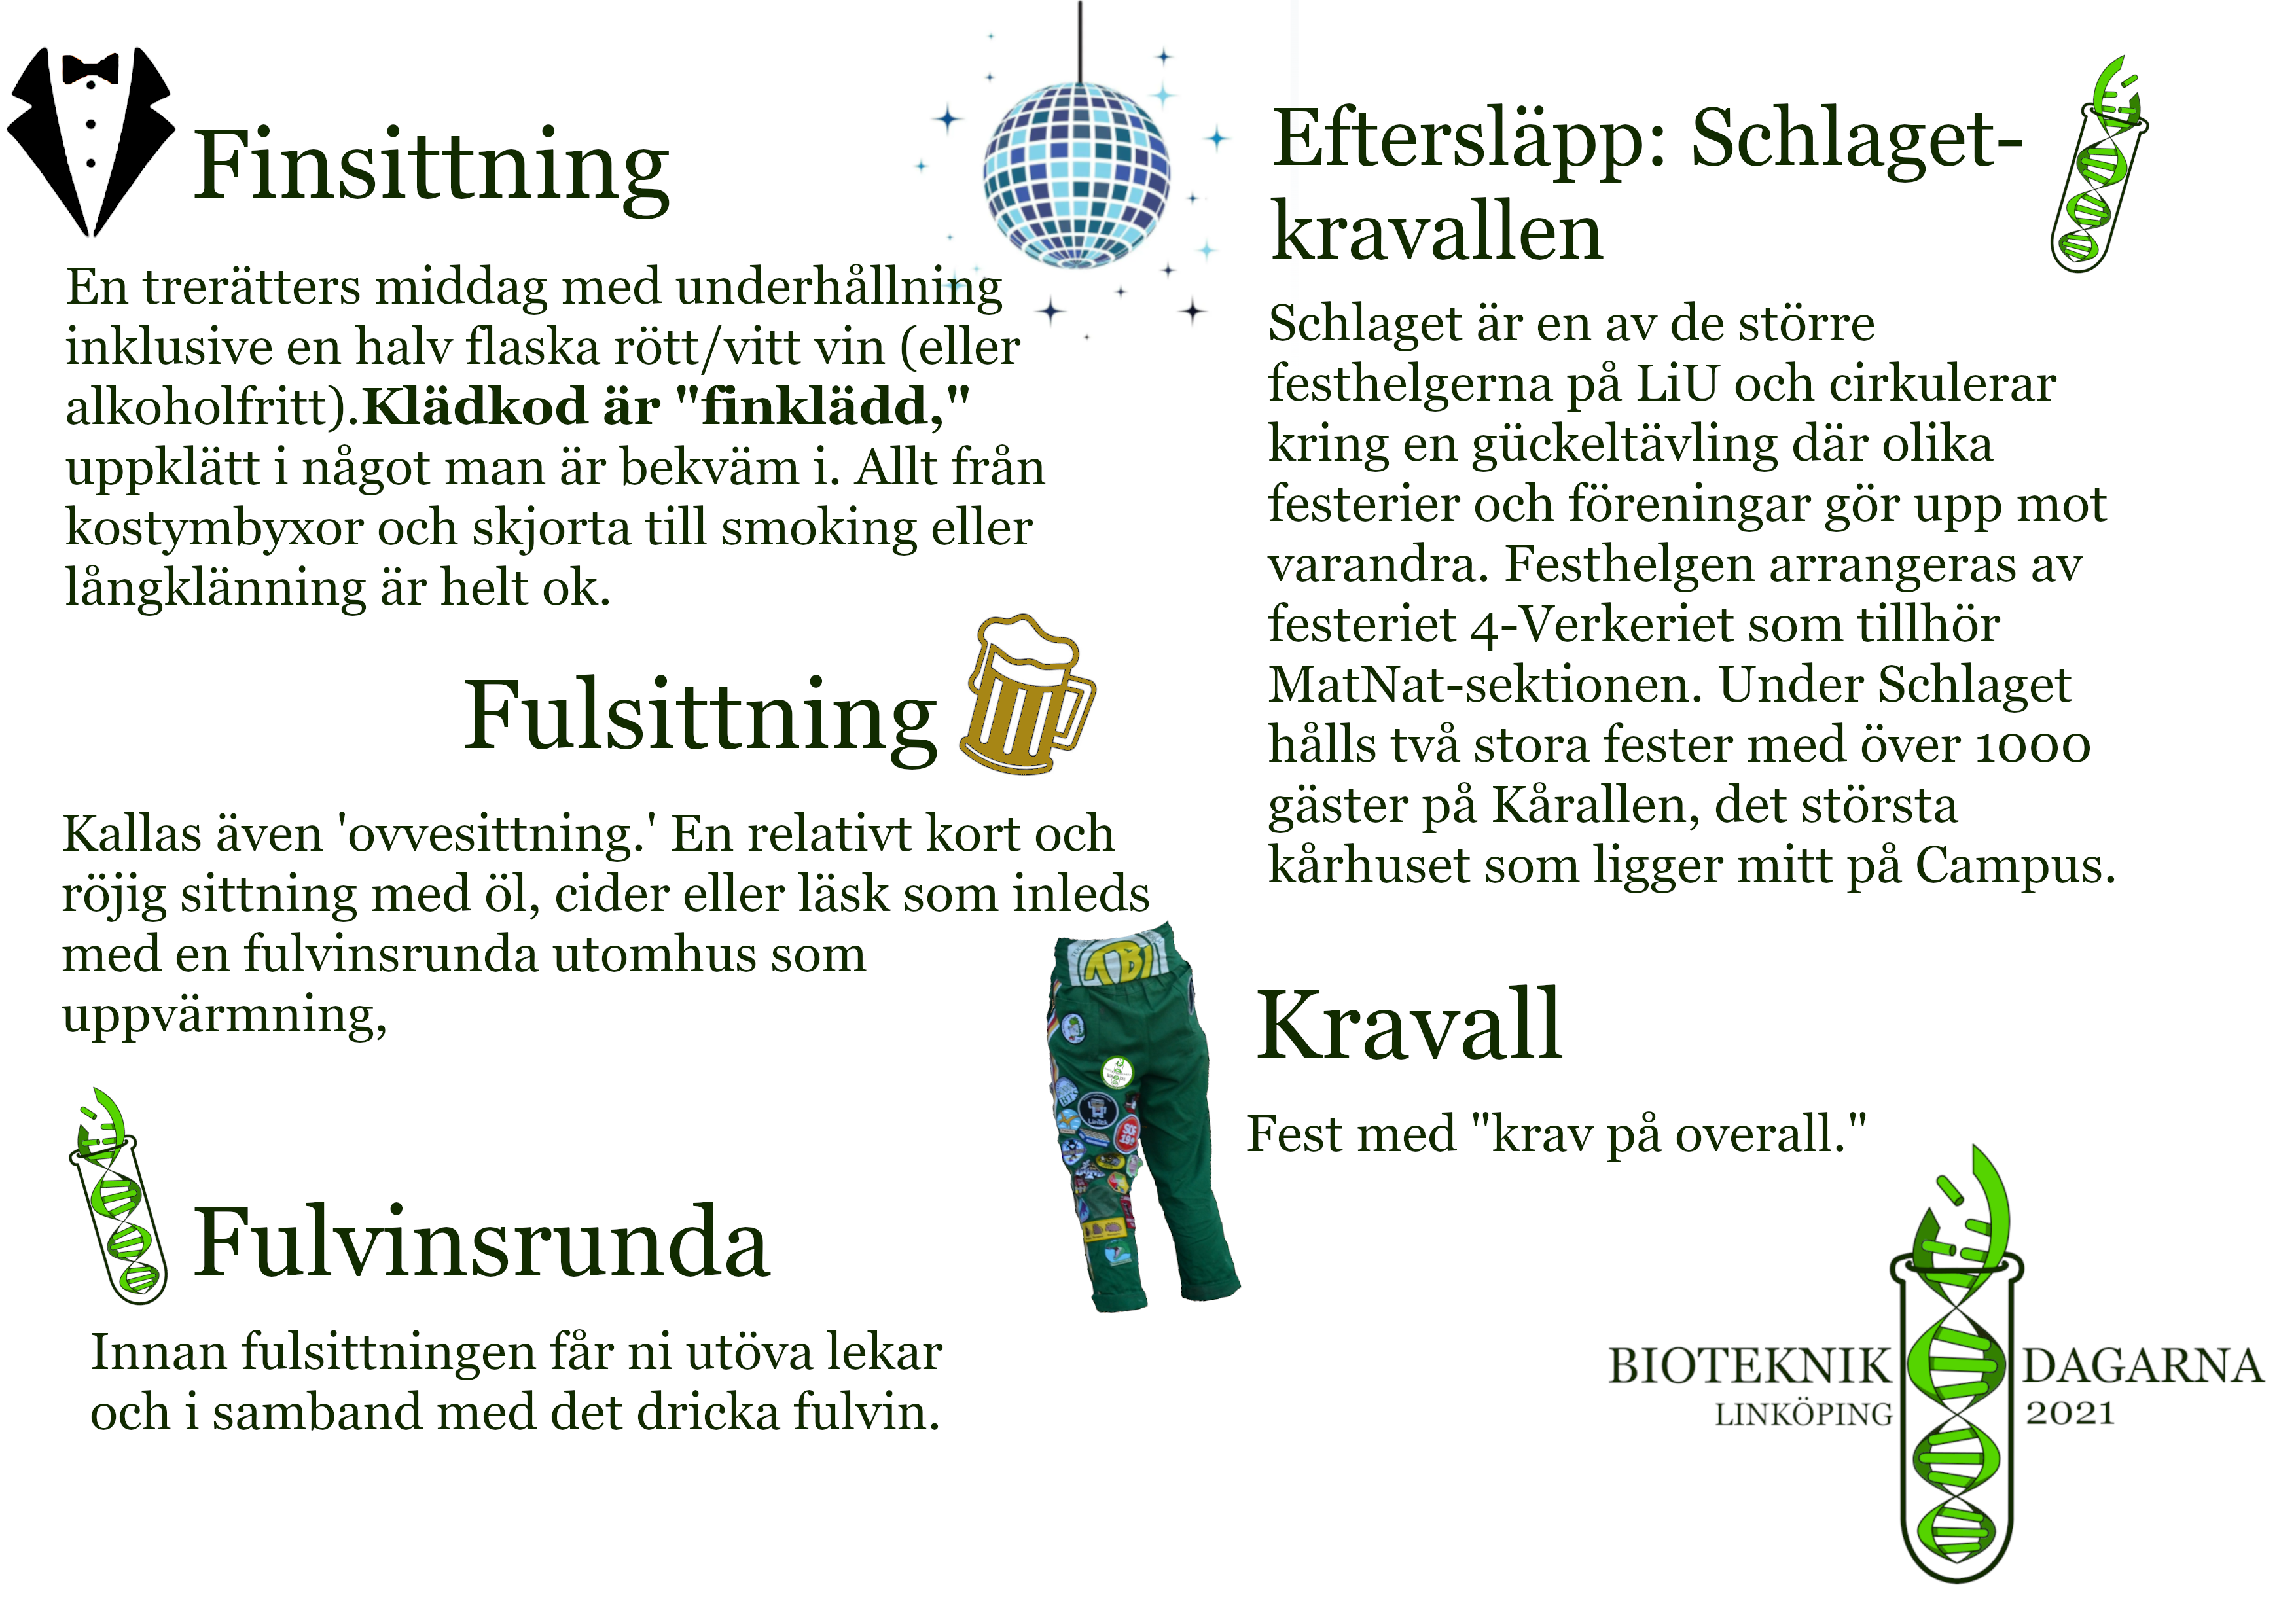 Finsittning
En trerätters middag med underhållning
inklusive en halv flaska rött/vitt vin (eller
alkoholfritt).Klädkod är "finklädd,"
uppklätt i något man är bekväm i. Allt från
kostymbyxor och skjorta till smoking eller
långklänning är helt ok.
Fulsittning
Kallas även 'ovvesittning.' En relativt kort och
röjig sittning med öl, cider eller läsk som inleds
med en fulvinsrunda utomhus som
uppvärmning,
Fulvinsrunda
Innan fulsittningen får ni utöva lekar
och i samband med det dricka fulvin.
Eftersläpp: Schlaget-
kravallen
Schlaget är en av de större
festhelgerna på LiU och cirkulerar
kring en gückeltävling där olika
festerier och föreningar gör upp mot
varandra. Festhelgen arrangeras av
festeriet 4-Verkeriet som tillhör
MatNat-sektionen. Under Schlaget
hålls två stora fester med över 1000
gäster på Kårallen, det största
kårhuset som ligger mitt på Campus.
Kravall
Fest med "krav på overall."
BIOTEKNIK DAGARNA
LINKÖPING 2021